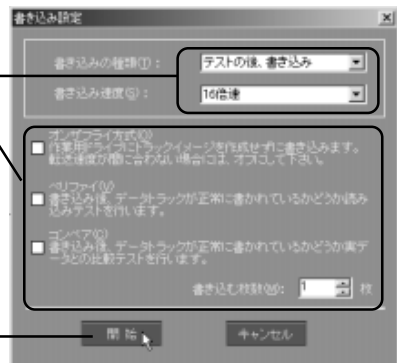 書き込み設定
書き込みの種類(T)： テストの後、書き込み
書き込み速度(S)： 16倍速
オンザフライ方式(O)
作業用ドライブにトラックイメージを作成せずに書き込みます。
転送速度が間に合わない場合には、オフにして下さい。
ベリファイ(V)
書き込み後、データトラックが正常に書かれているかどうか読み
込みテストを行います。
コンペア(C)
書き込み後、データトラックが正常に書かれているかどうか実デ
ータとの比較テストを行います。
書き込む枚数(W)： 1 枚
開始 キャンセル